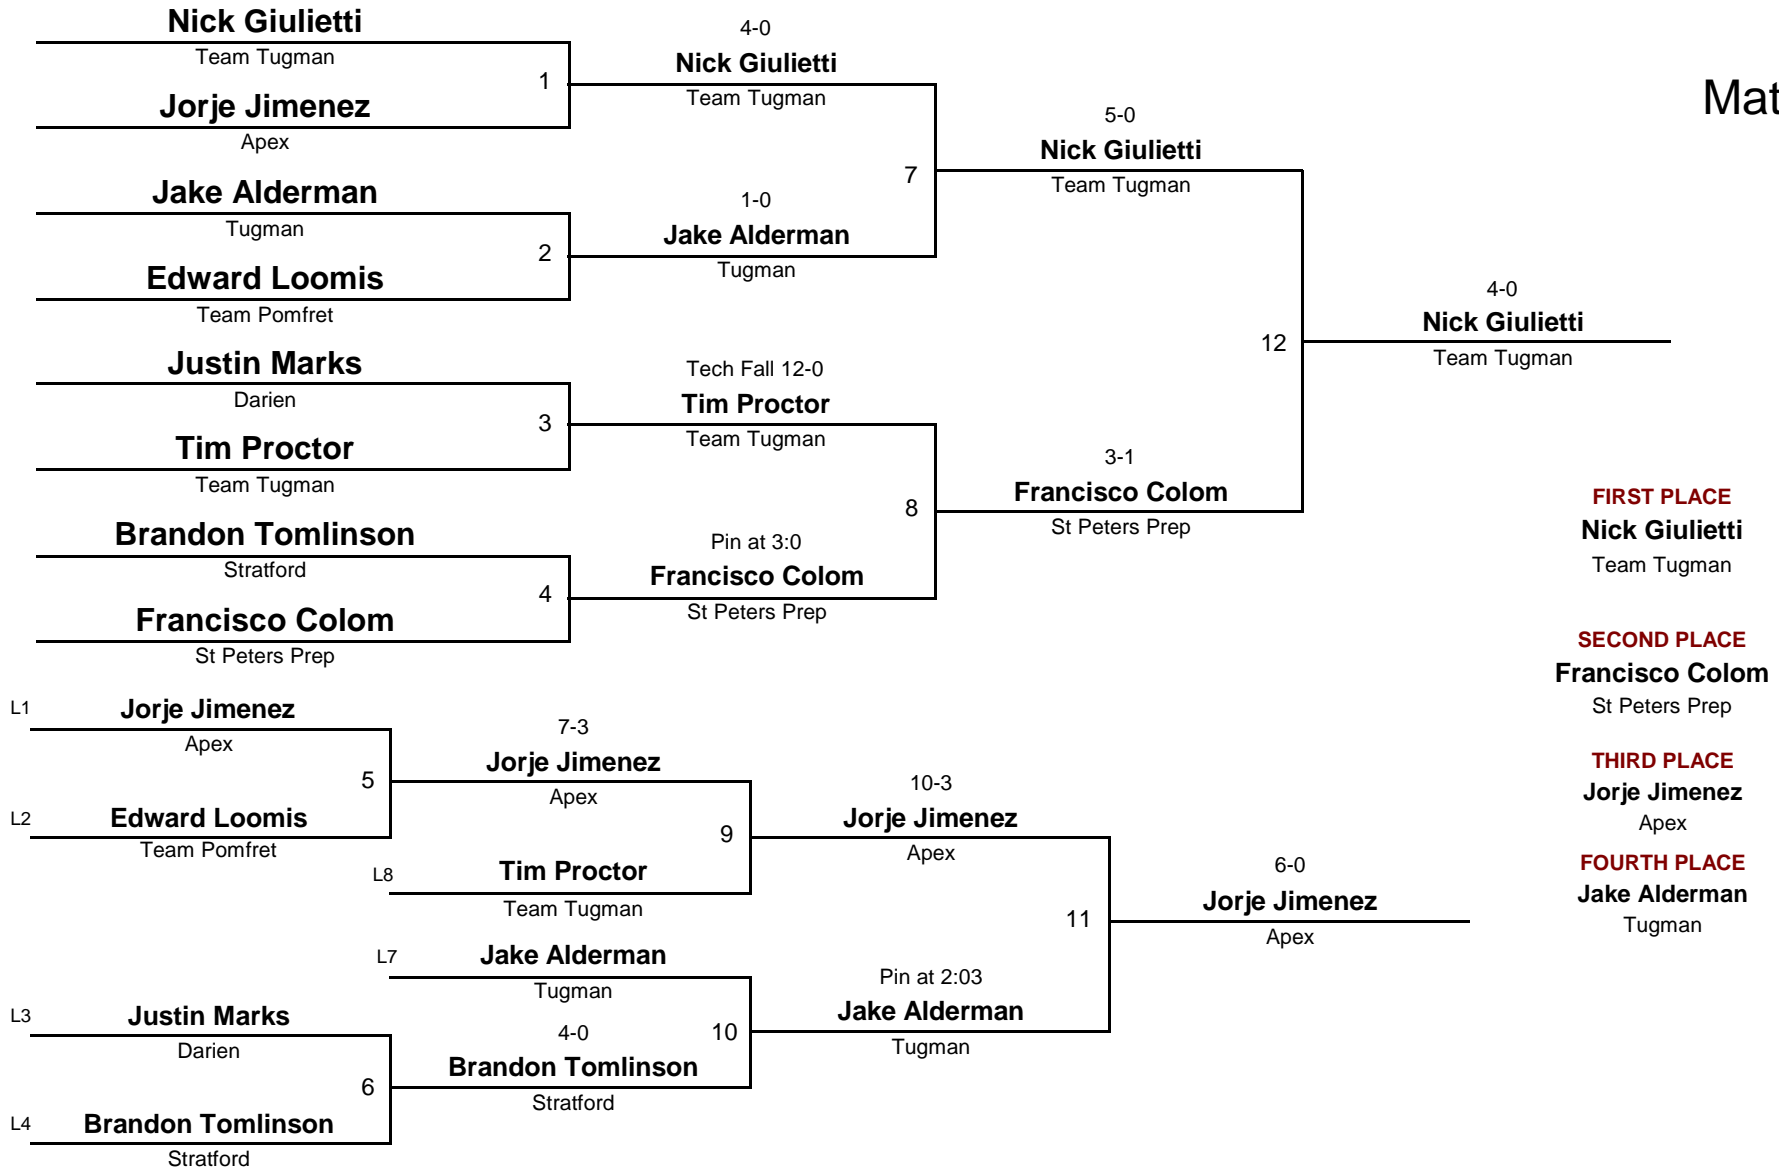 Nick Giulietti
Team Tugman
1
Jorje Jimenez
Apex
Jake Alderman
Tugman
2
Edward Loomis
Team Pomfret
Justin Marks
Darien
3
Tim Proctor
Team Tugman
Brandon Tomlinson
Stratford
4
Francisco Colom
St Peters Prep
4-0
Nick Giulietti
Team Tugman
7
1-0
Jake Alderman
Tugman
Tech Fall 12-0
Tim Proctor
Team Tugman
8
Pin at 3:0
Francisco Colom
St Peters Prep
5-0
Nick Giulietti
Team Tugman
12
3-1
Francisco Colom
St Peters Prep
4-0
Nick Giulietti
Team Tugman
Mat
L1
Jorje Jimenez
Apex
5
L2
Edward Loomis
Team Pomfret
L3
Justin Marks
Darien
6
L4
Brandon Tomlinson
Stratford
7-3
Jorje Jimenez
Apex
9
L8
Tim Proctor
Team Tugman
L7
Jake Alderman
Tugman
10
4-0
Brandon Tomlinson
Stratford
10-3
Jorje Jimenez
Apex
11
Pin at 2:03
Jake Alderman
Tugman
6-0
Jorje Jimenez
Apex
FIRST PLACE
Nick Giulietti
Team Tugman
SECOND PLACE
Francisco Colom
St Peters Prep
THIRD PLACE
Jorje Jimenez
Apex
FOURTH PLACE
Jake Alderman
Tugman